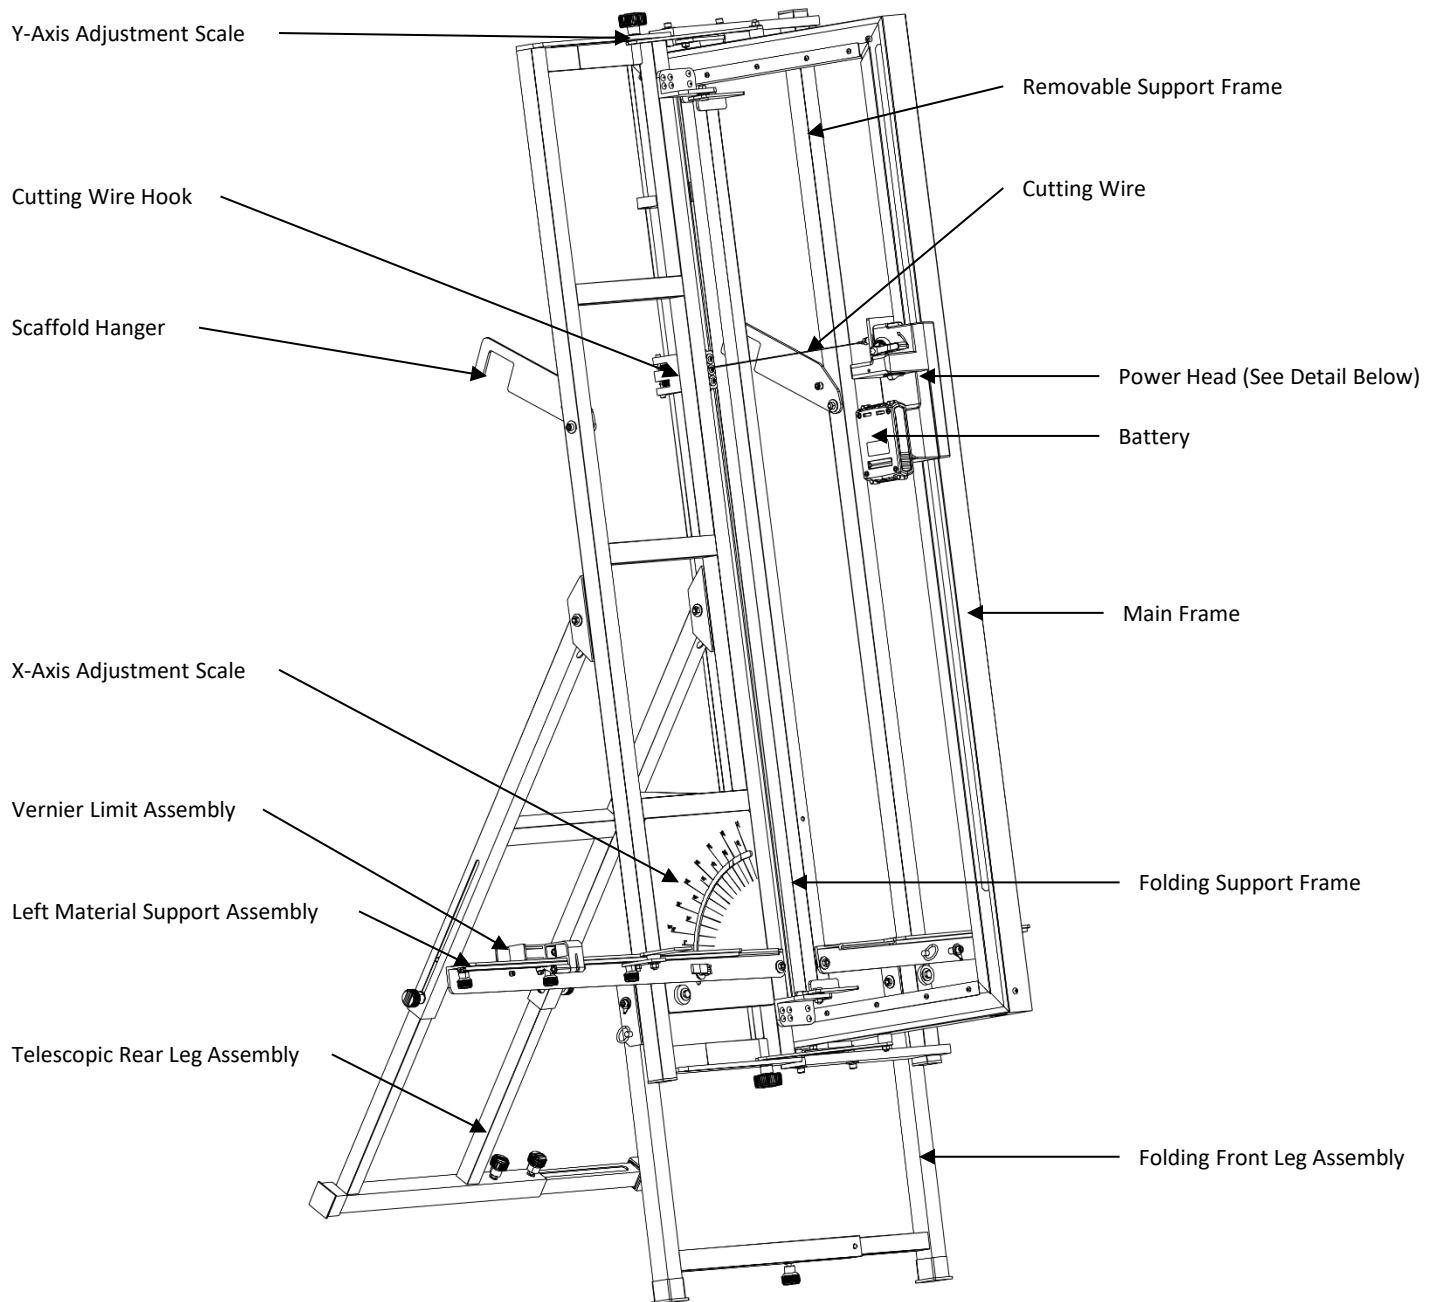 Y-Axis Adjustment Scale
Removable Support Frame
Cutting Wire Hook
Cutting Wire
Scaffold Hanger
Power Head (See Detail Below)
Battery
Main Frame
X-Axis Adjustment Scale
Vernier Limit Assembly
Folding Support Frame
Left Material Support Assembly
Telescopic Rear Leg Assembly
Folding Front Leg Assembly